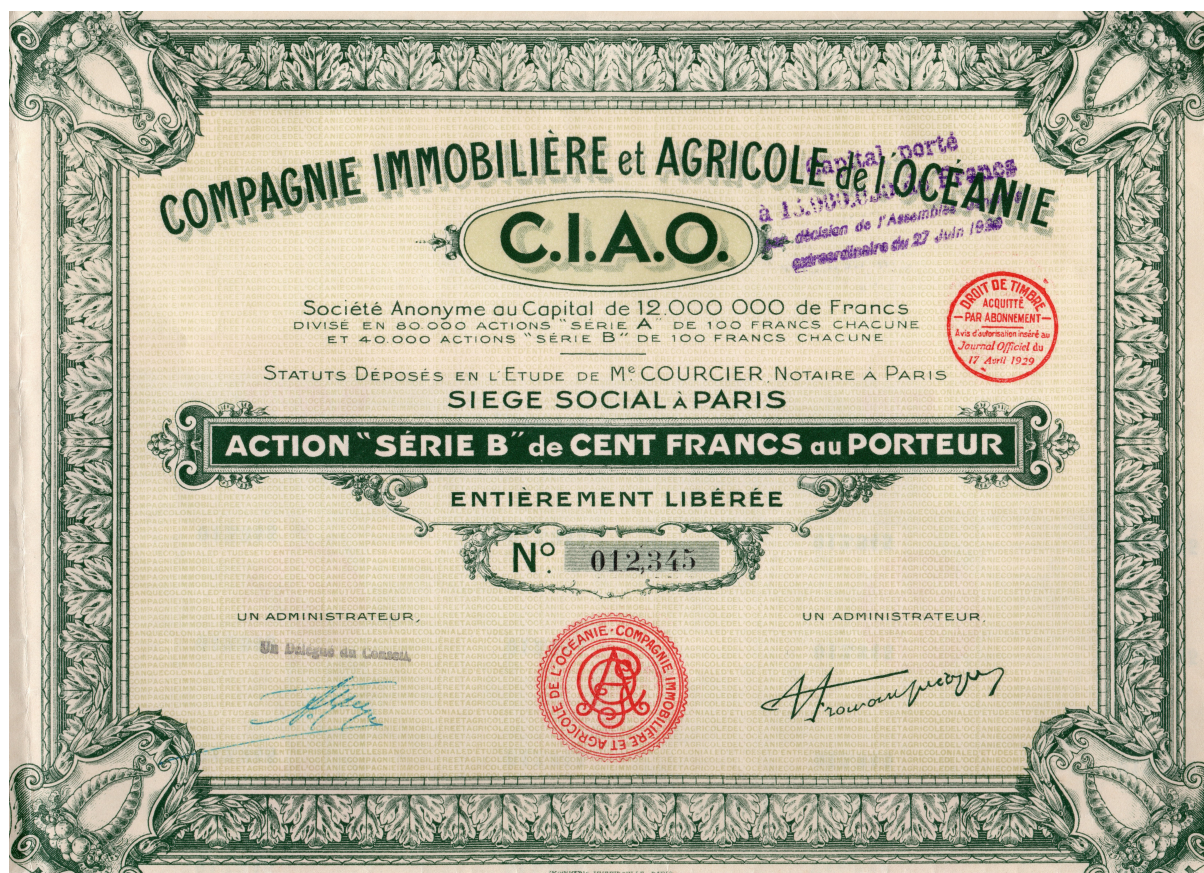 COMPAGNIE IMMOBILIÈRE et AGRICOLE de l'OCÉANIE
C.I.A.O.
Capital porté
à Francs
décision de l'Assemblée
extraordinaire du 27 Juin
Société Anonyme au Capital de 12.000 000 de Francs
DIVISÉ EN 80.000 ACTIONS "SÉRIE A" DE 100 FRANCS CHACUNE
ET 40.000 ACTIONS "SÉRIE B" DE 100 FRANCS CHACUNE
DROIT DE TIMBRE
ACQUITTÉ
PAR ABONNEMENT
Avis d'autorisation inséré au
Journal Officiel du
17 Avril 1929
STATUTS DÉPOSÉS EN L'ETUDE DE Me. COURCIER, NOTAIRE À PARIS
SIEGE SOCIAL À PARIS
ACTION "SÉRIE B" de CENT FRANCS au PORTEUR
ENTIÈREMENT LIBÉRÉE
No. 012,345
UN ADMINISTRATEUR,
Un Délégué du Conseil,
UN ADMINISTRATEUR,
COMPAGNIE IMMOBILIÈRE ET AGRICOLE DE L'OCÉANIE